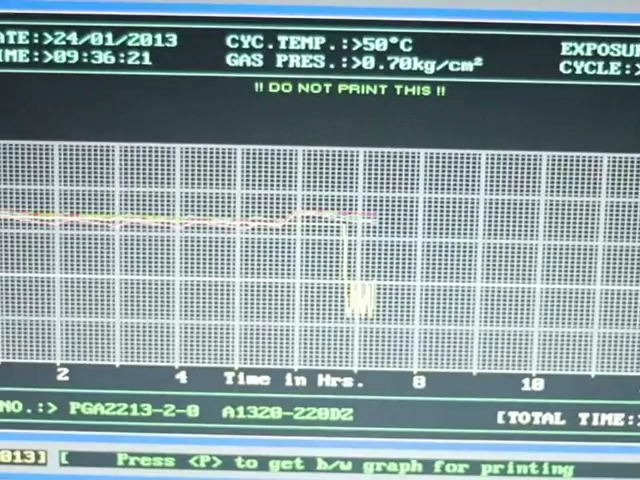 ATE:>24/01/2013 CYC.TEMP.:>50°C EXPOSU
IME:>09:36:21 GAS PRES.:>0.70kg/cm² CYCLE:>
!! DO NOT PRINT THIS !!
2 4 Time in Hrs. 8 10
NO.:> PGA2213-2-0 A1320-220DZ [TOTAL TIME:
013] [ Press <P> to get b/w graph for printing